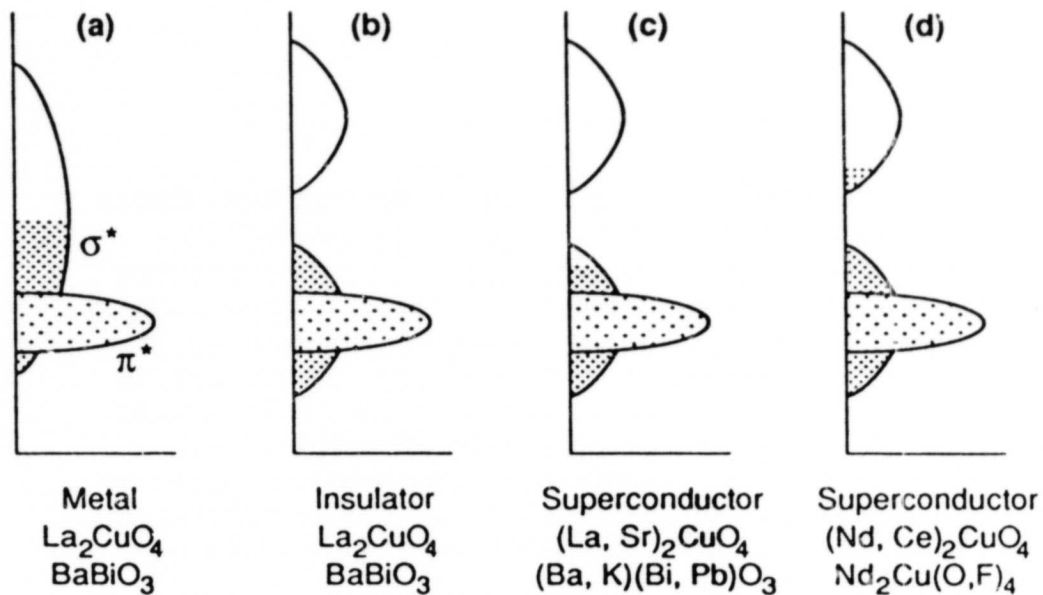 (a) (b) (c) (d)
σ*
π*
Metal
La₂CuO₄
BaBiO₃
Insulator
La₂CuO₄
BaBiO₃
Superconductor
(La, Sr)₂CuO₄
(Ba, K)(Bi, Pb)O₃
Superconductor
(Nd, Ce)₂CuO₄
Nd₂Cu(O,F)₄